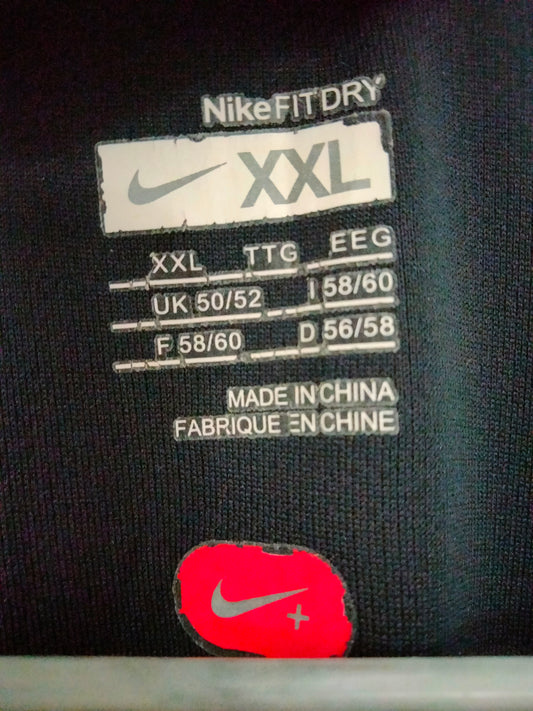 NikeFITDRY
XXL
XXL TTG EEG
UK 50/52 I 58/60
F 58/60 D 56/58
MADE IN CHINA
FABRIQUE EN CHINE
+